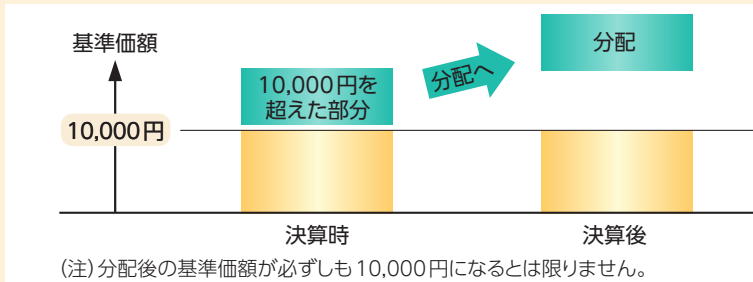 基準価額
10,000円
10,000円を
超えた部分
分配へ
分配
決算時
決算後
(注)分配後の基準価額が必ずしも10,000円になるとは限りません。